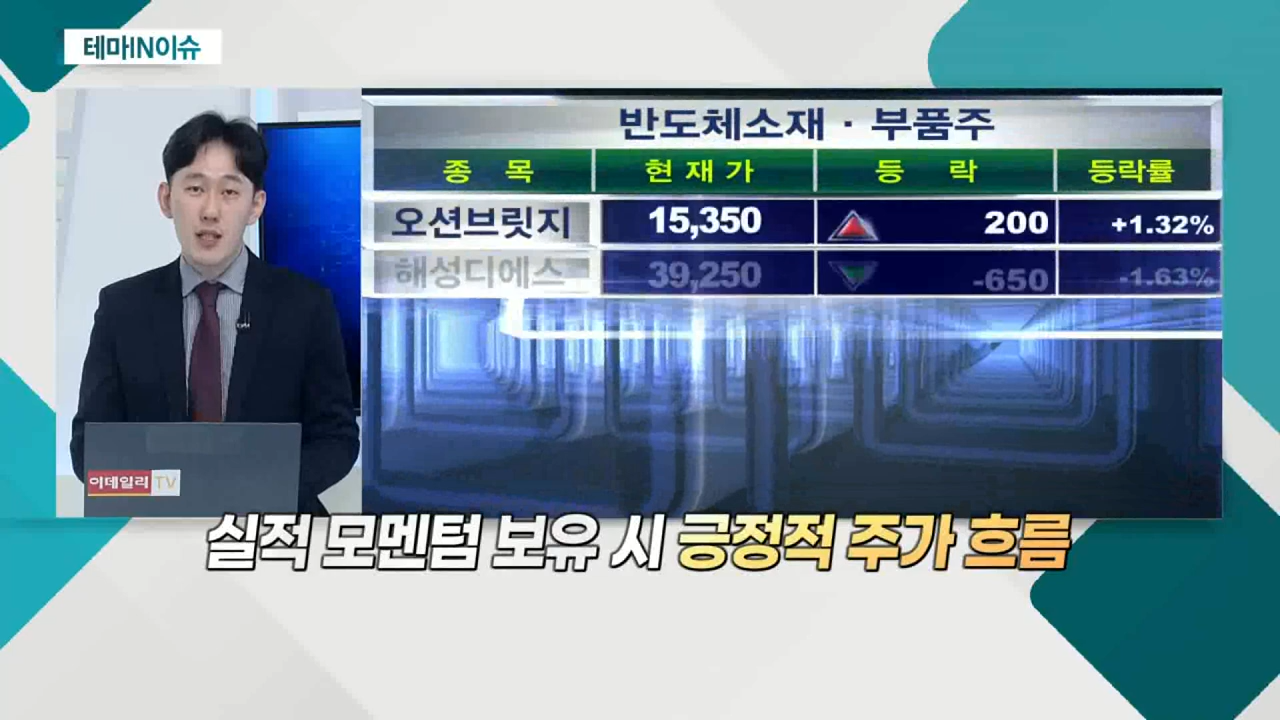 테마IN이슈
반도체소재 · 부품주
종 목 현 재 가 등 락 등락률
오션브릿지 15,350 ▲ 200 +1.32%
해성디에스 39,250 ▼ -650 -1.63%
이데일리 TV
실적 모멘텀 보유 시 긍정적 주가 흐름